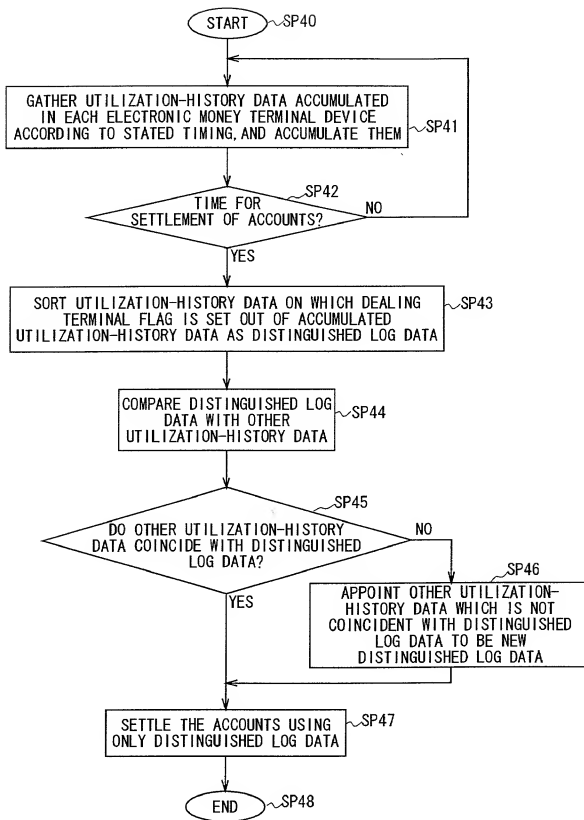 START
SP40
GATHER UTILIZATION-HISTORY DATA ACCUMULATED
IN EACH ELECTRONIC MONEY TERMINAL DEVICE
ACCORDING TO STATED TIMING, AND ACCUMULATE THEM
SP41
SP42
TIME FOR
SETTLEMENT OF ACCOUNTS?
NO
YES
SORT UTILIZATION-HISTORY DATA ON WHICH DEALING
TERMINAL FLAG IS SET OUT OF ACCUMULATED
UTILIZATION-HISTORY DATA AS DISTINGUISHED LOG DATA
SP43
COMPARE DISTINGUISHED LOG
DATA WITH OTHER
UTILIZATION-HISTORY DATA
SP44
SP45
DO OTHER UTILIZATION-HISTORY
DATA COINCIDE WITH DISTINGUISHED
LOG DATA?
NO
YES
SP46
APPOINT OTHER UTILIZATION-
HISTORY DATA WHICH IS NOT
COINCIDENT WITH DISTINGUISHED
LOG DATA TO BE NEW
DISTINGUISHED LOG DATA
SETTLE THE ACCOUNTS USING
ONLY DISTINGUISHED LOG DATA
SP47
END
SP48